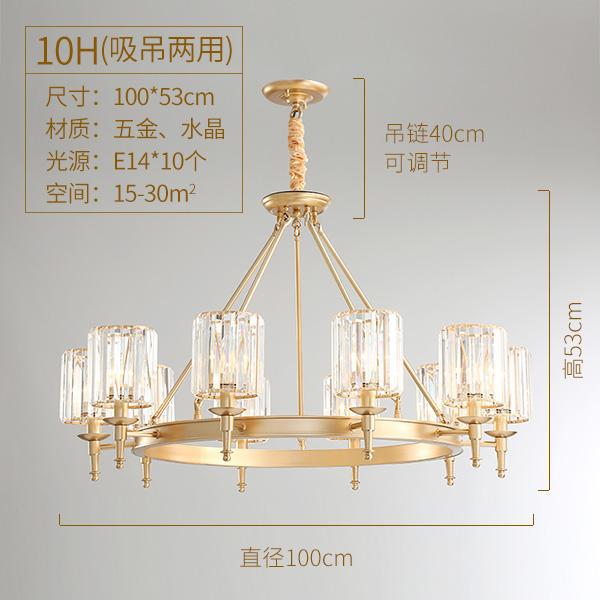 10H(吸吊两用)
尺寸：100*53cm
材质：五金、水晶
光源：E14*10个
空间：15-30m²
吊链40cm
可调节
高53cm
直径100cm